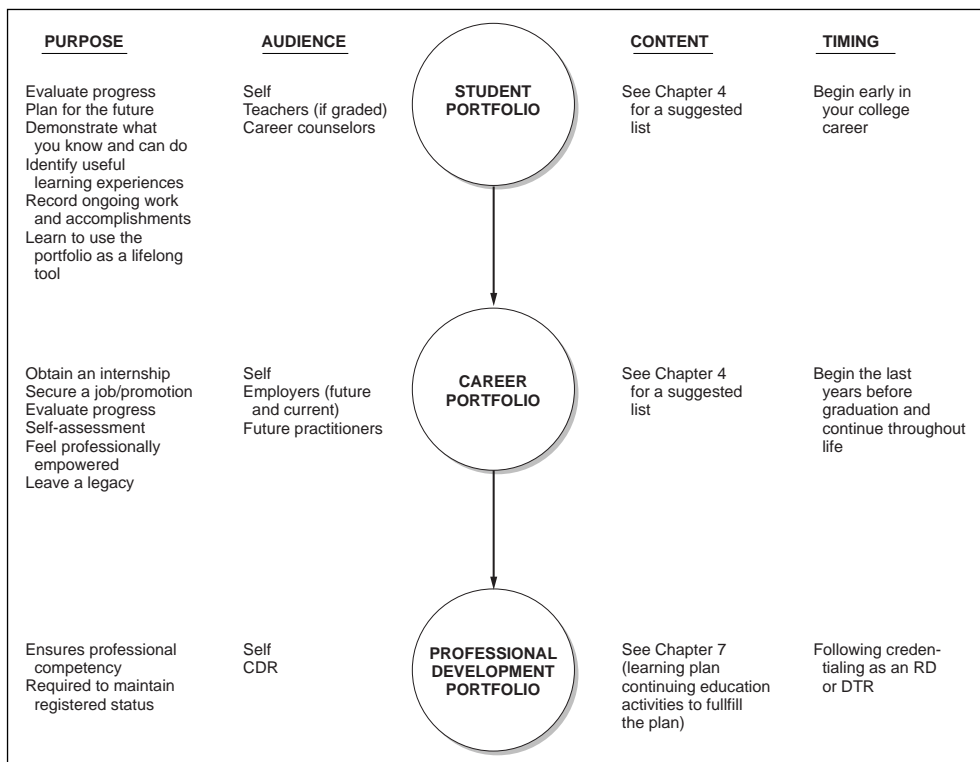 PURPOSE
AUDIENCE
CONTENT
TIMING
Evaluate progress
Plan for the future
Demonstrate what
you know and can do
Identify useful
learning experiences
Record ongoing work
and accomplishments
Learn to use the
portfolio as a lifelong
tool
Self
Teachers (if graded)
Career counselors
STUDENT
PORTFOLIO
See Chapter 4
for a suggested
list
Begin early in
your college
career
Obtain an internship
Secure a job/promotion
Evaluate progress
Self-assessment
Feel professionally
empowered
Leave a legacy
Self
Employers (future
and current)
Future practitioners
CAREER
PORTFOLIO
See Chapter 4
for a suggested
list
Begin the last
years before
graduation and
continue throughout
life
Ensures professional
competency
Required to maintain
registered status
Self
CDR
PROFESSIONAL
DEVELOPMENT
PORTFOLIO
See Chapter 7
(learning plan
continuing education
activities to fullfill
the plan)
Following creden-
tialing as an RD
or DTR